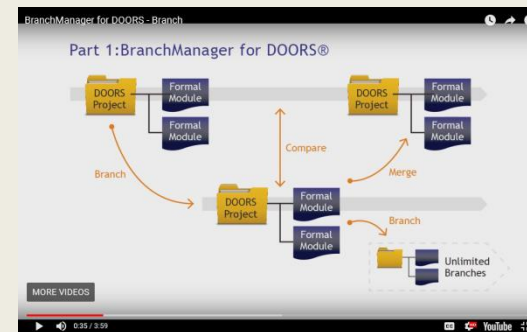 BranchManager for DOORS - Branch
Part 1:BranchManager for DOORS®
DOORS
Project
Formal
Module
Formal
Module
DOORS
Project
Formal
Module
Formal
Module
Compare
Branch
Merge
DOORS
Project
Formal
Module
Formal
Module
Branch
Unlimited
Branches
MORE VIDEOS
0:35 / 3:59
CC
YouTube